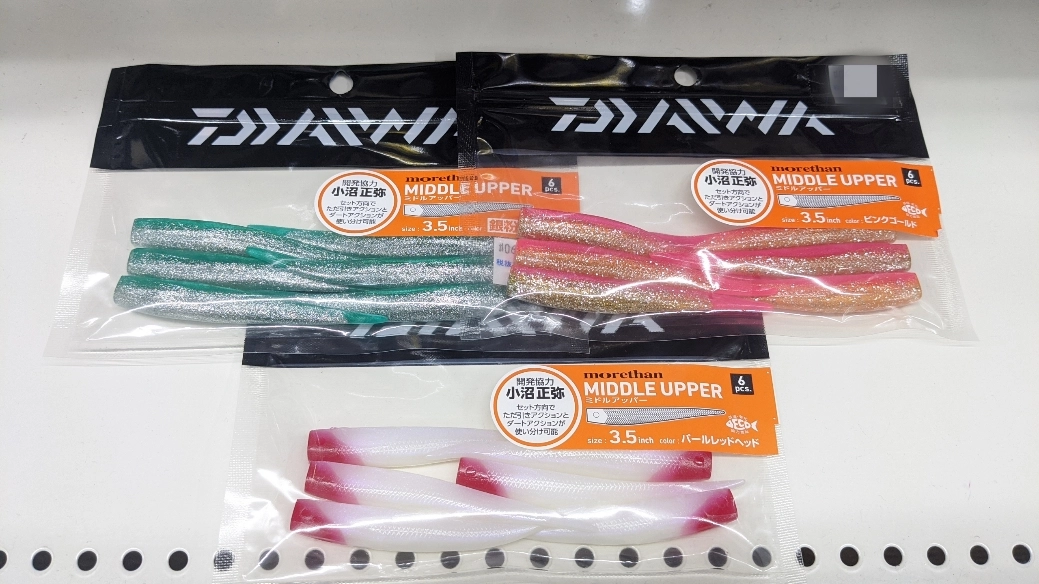 DAIWA
開発協力
小沼正弥
セット方向で
ただ引きアクションと
ダートアクションが
使い分け可能
morethan
MIDDLE UPPER
ミドルアッパー
6
pcs.
size : 3.5inch color
#06
DAIWA
開発協力
小沼正弥
セット方向で
ただ引きアクションと
ダートアクションが
使い分け可能
morethan
MIDDLE UPPER
ミドルアッパー
6
pcs.
size : 3.5inch color : ピンクゴールド
FECO
DAIWA
開発協力
小沼正弥
セット方向で
ただ引きアクションと
ダートアクションが
使い分け可能
morethan
MIDDLE UPPER
ミドルアッパー
6
pcs.
size : 3.5inch color : パールレッドヘッド